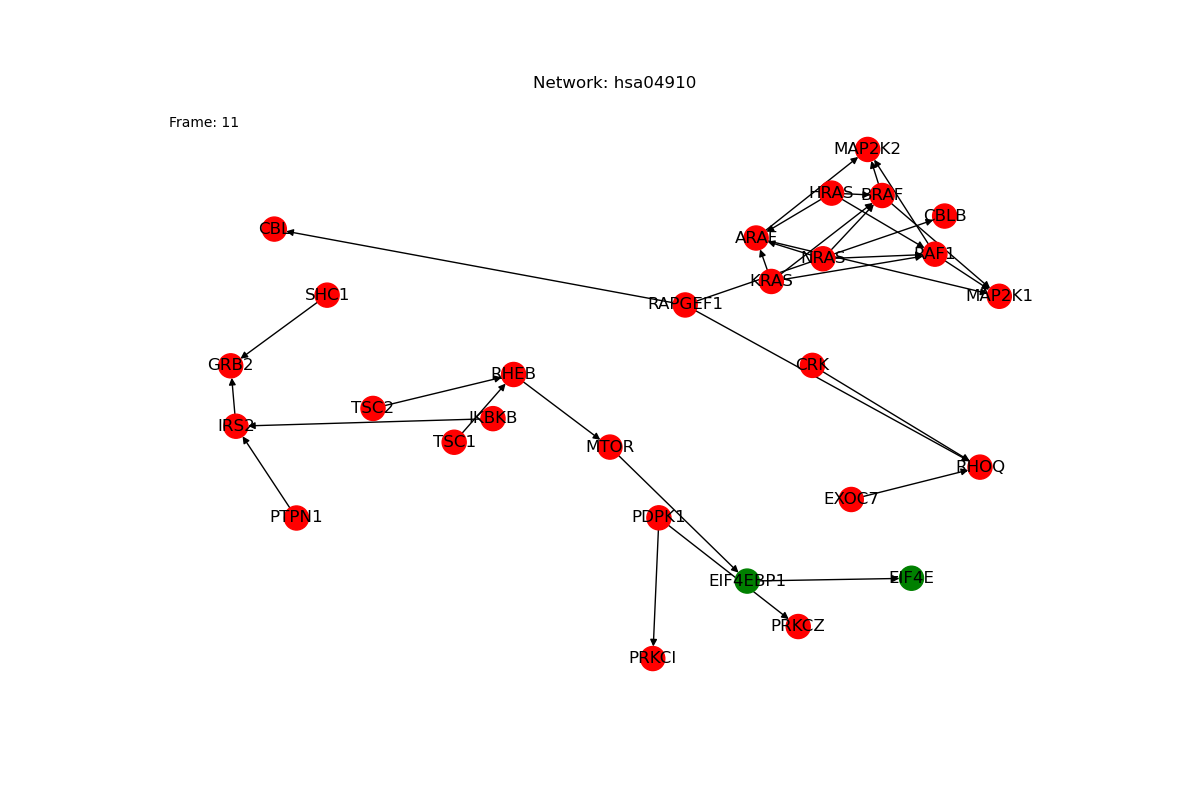 Network: hsa04910
Frame: 11
MAP2K2
HRAS
BRAF
CBLB
CBL
ARAF
NRAS
RAF1
KRAS
MAP2K1
SHC1
RAPGEF1
GRB2
CRK
RHEB
TSC2
IKBKB
IRS2
TSC1
MTOR
RHOQ
EXOC7
PTPN1
PDPK1
EIF4EBP1
EIF4E
PRKCZ
PRKCI